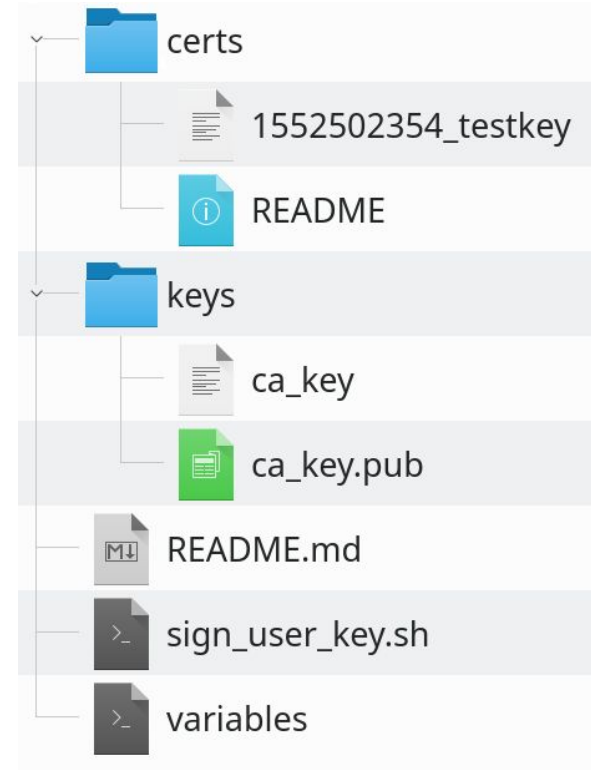 certs
1552502354_testkey
README
keys
ca_key
ca_key.pub
M↓ README.md
>_ sign_user_key.sh
>_ variables